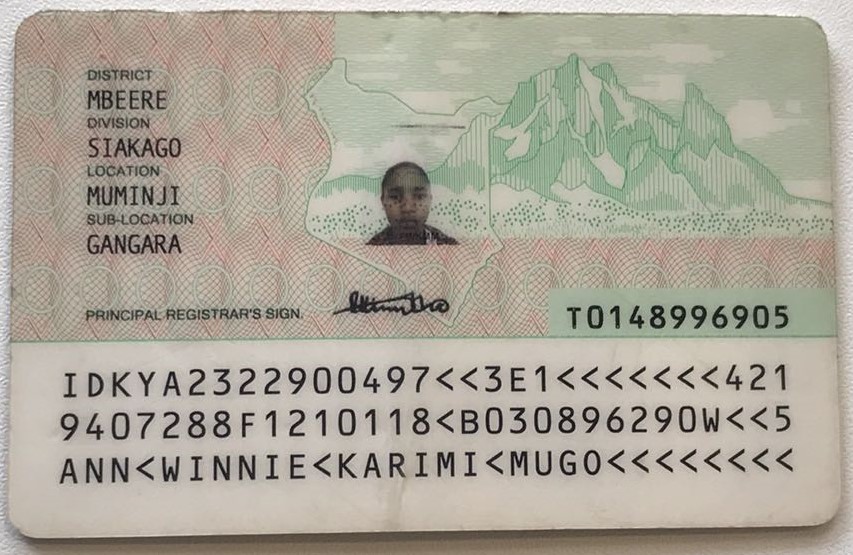 DISTRICT
MBEERE
DIVISION
SIAKAGO
LOCATION
MUMINJI
SUB-LOCATION
GANGARA
PRINCIPAL REGISTRAR'S SIGN.
T0148996905
IDKYA2322900497<<3E1<<<<<<<421
9407288F1210118<B030896290W<<5
ANN<WINNIE<KARIMI<MUGO<<<<<<<<